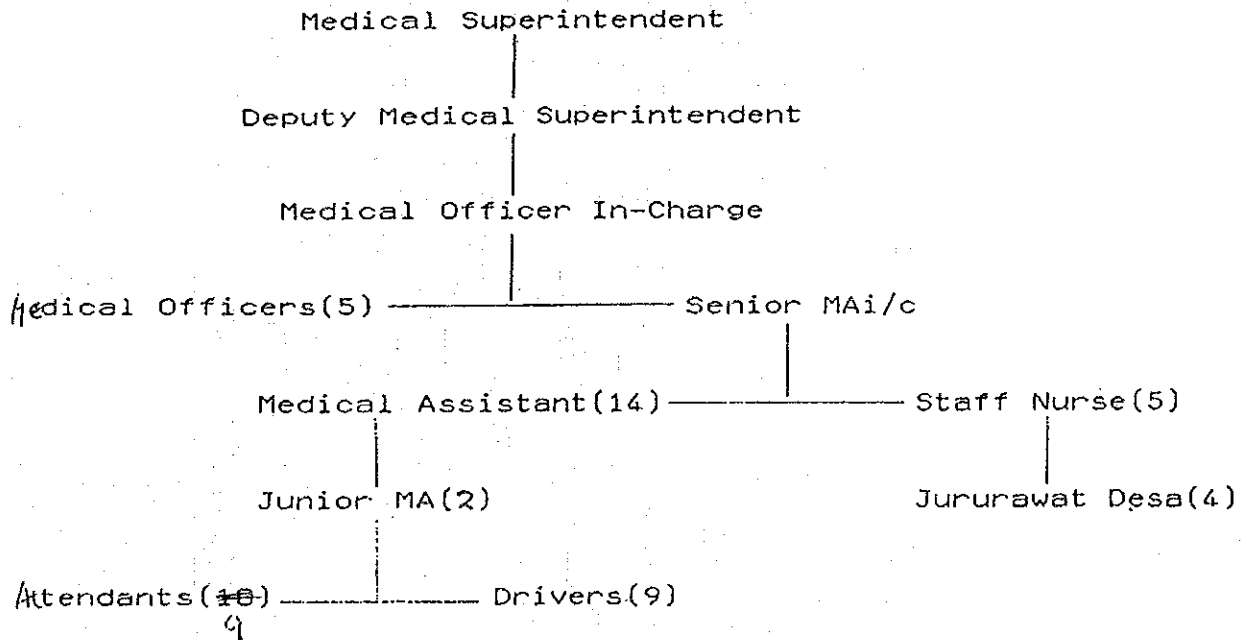 Medical Superintendent
Deputy Medical Superintendent
Medical Officer In-Charge
Medical Officers(5) Senior MAi/c
Medical Assistant(14) Staff Nurse(5)
Junior MA(2) Jururawat Desa(4)
Attendants(10) Drivers(9)
9